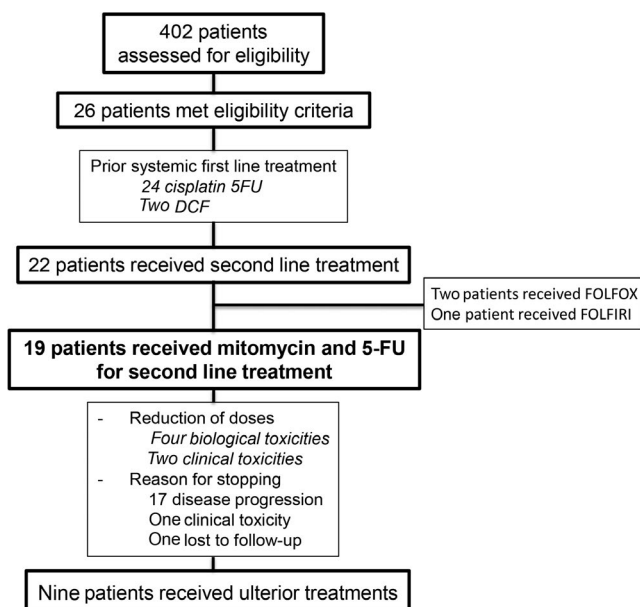 402 patients
assessed for eligibility
26 patients met eligibility criteria
Prior systemic first line treatment
24 cisplatin 5FU
Two DCF
22 patients received second line treatment
Two patients received FOLFOX
One patient received FOLFIRI
19 patients received mitomycin and 5-FU
for second line treatment
- Reduction of doses
Four biological toxicities
Two clinical toxicities
- Reason for stopping
17 disease progression
One clinical toxicity
One lost to follow-up
Nine patients received ulterior treatments